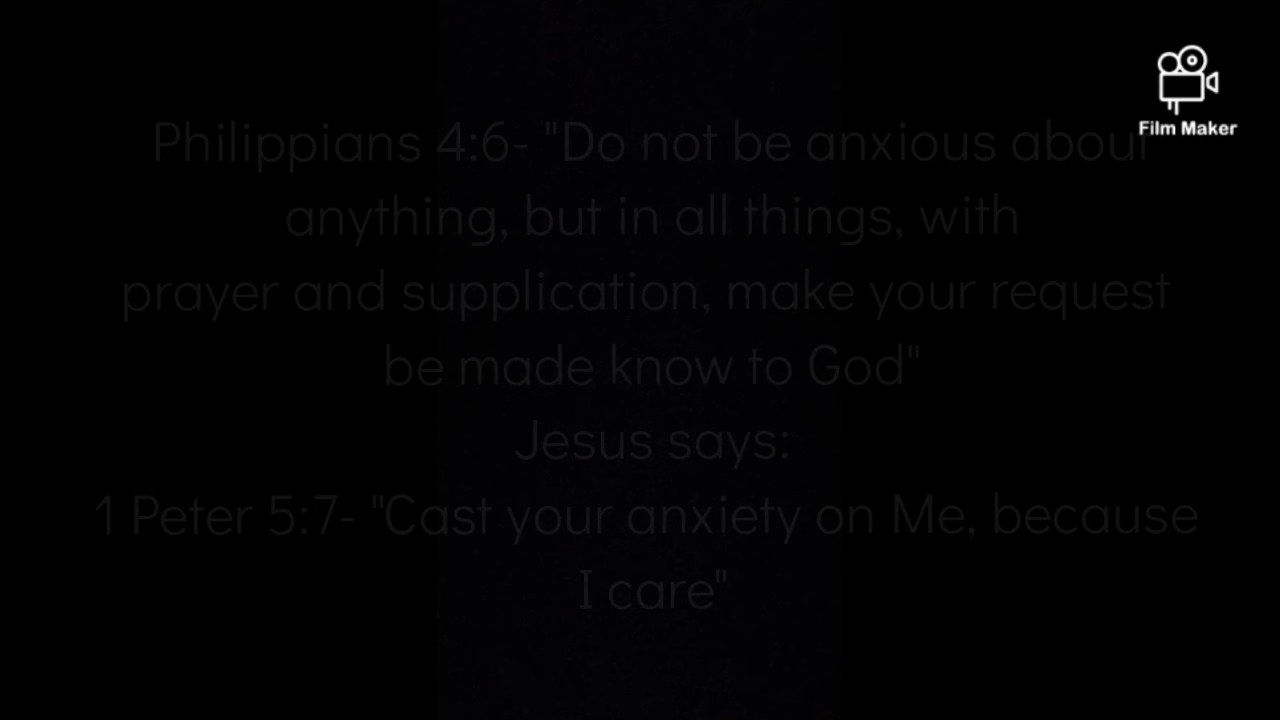 Film Maker
Philippians 4:6- "Do not be anxious about
anything, but in all things, with
prayer and supplication, make your request
be made know to God"
Jesus says:
1 Peter 5:7- "Cast your anxiety on Me, because
I care"